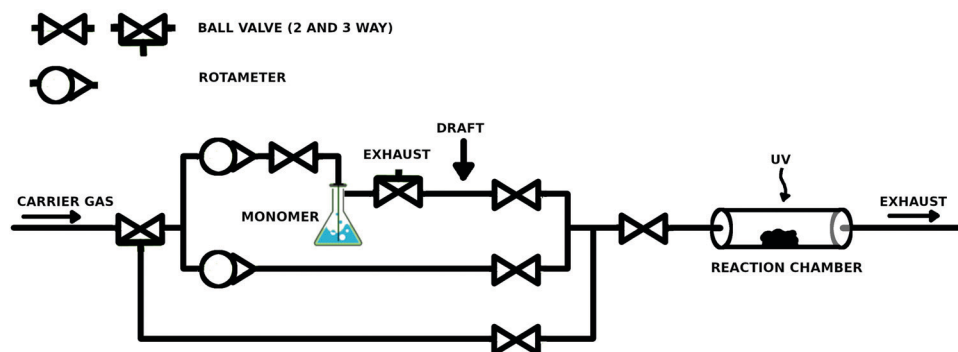 BALL VALVE (2 AND 3 WAY)
ROTAMETER
DRAFT
EXHAUST
UV
CARRIER GAS
MONOMER
EXHAUST
REACTION CHAMBER